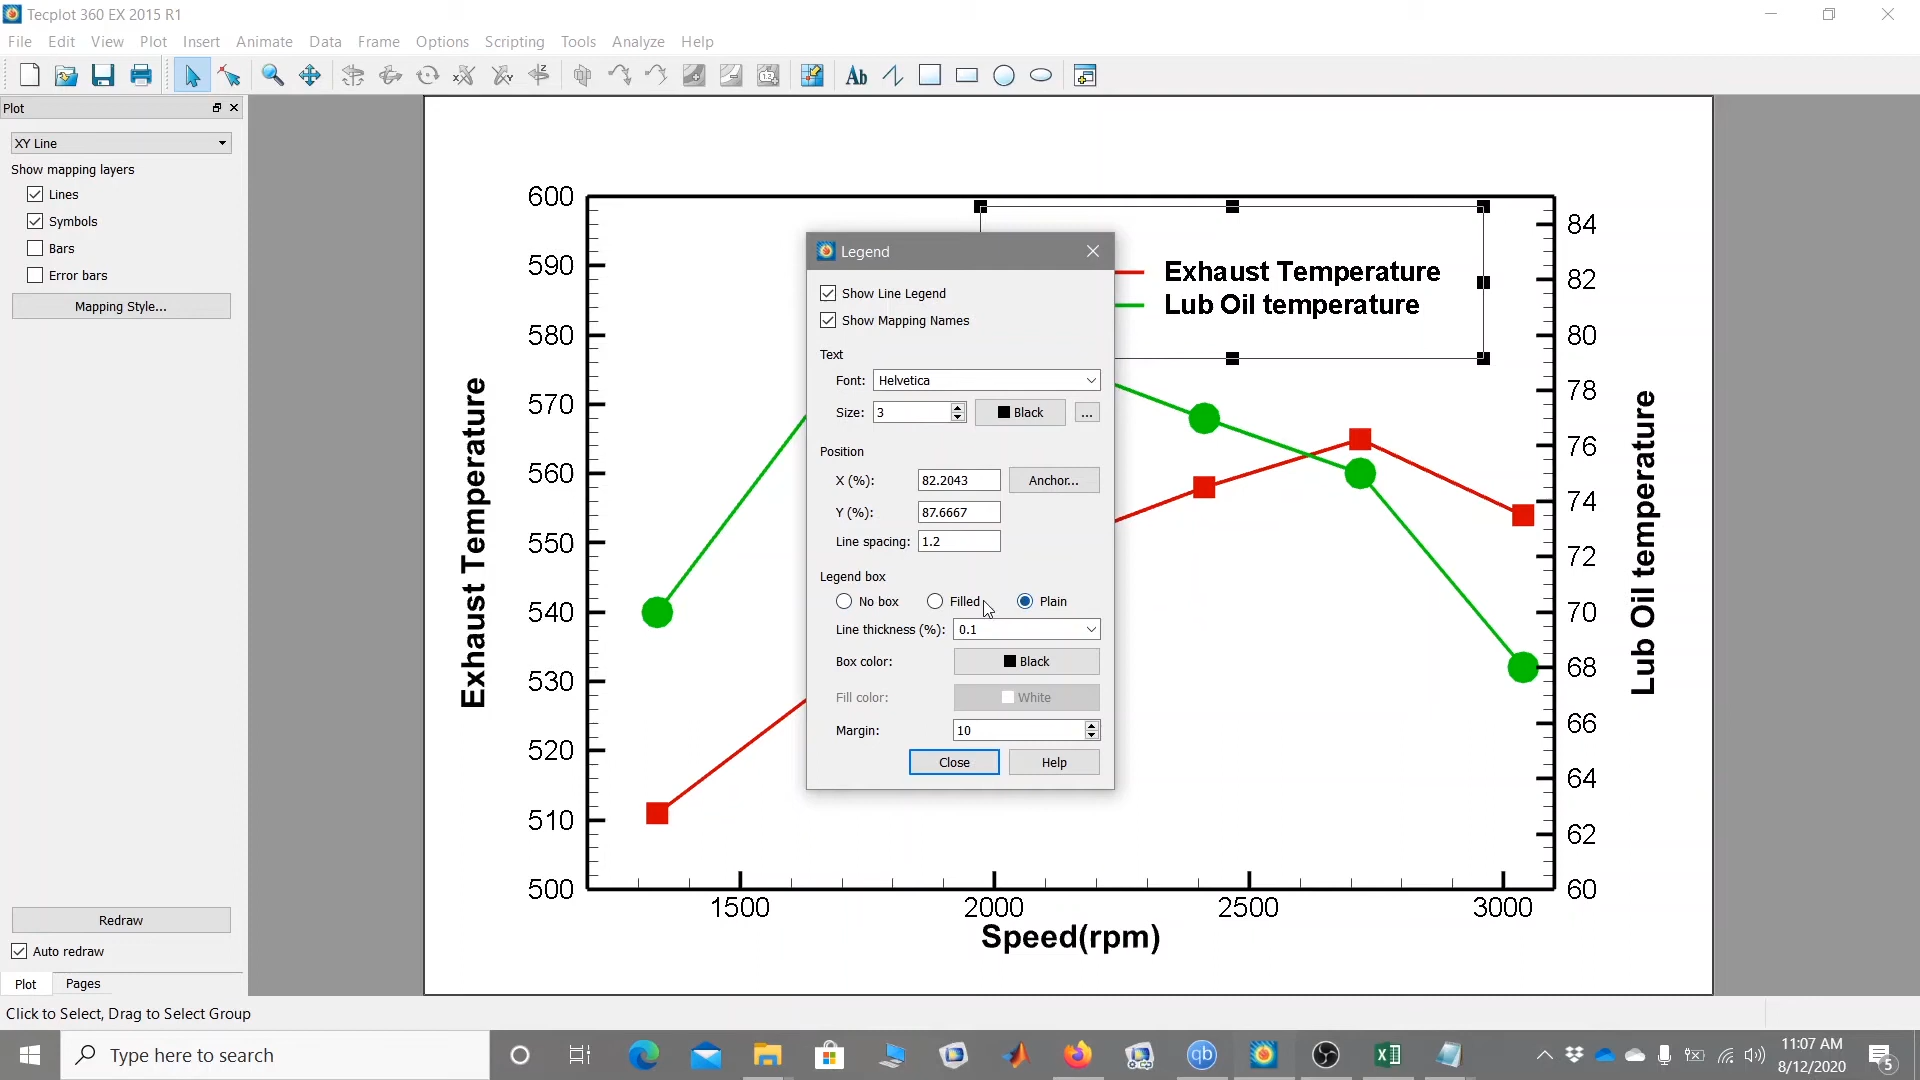 Tecplot 360 EX 2015 R1
File Edit View Plot Insert Animate Data Frame Options Scripting Tools Analyze Help
Ab
Plot
XY Line
Show mapping layers
Lines
Symbols
Bars
Error bars
Mapping Style...
Redraw
Auto redraw
Plot Pages
Click to Select, Drag to Select Group
600
590
580
570
560
550
540
530
520
510
500
Exhaust Temperature
1500 2000 2500 3000
Speed(rpm)
84
82
80
78
76
74
72
70
68
66
64
62
60
Lub Oil temperature
Exhaust Temperature
Lub Oil temperature
Legend
Show Line Legend
Show Mapping Names
Text
Font: Helvetica
Size: 3 Black ...
Position
X (%): 82.2043 Anchor...
Y (%): 87.6667
Line spacing: 1.2
Legend box
No box Filled Plain
Line thickness (%): 0.1
Box color: Black
Fill color: White
Margin: 10
Close Help
Type here to search
qb
11:07 AM
8/12/2020
5